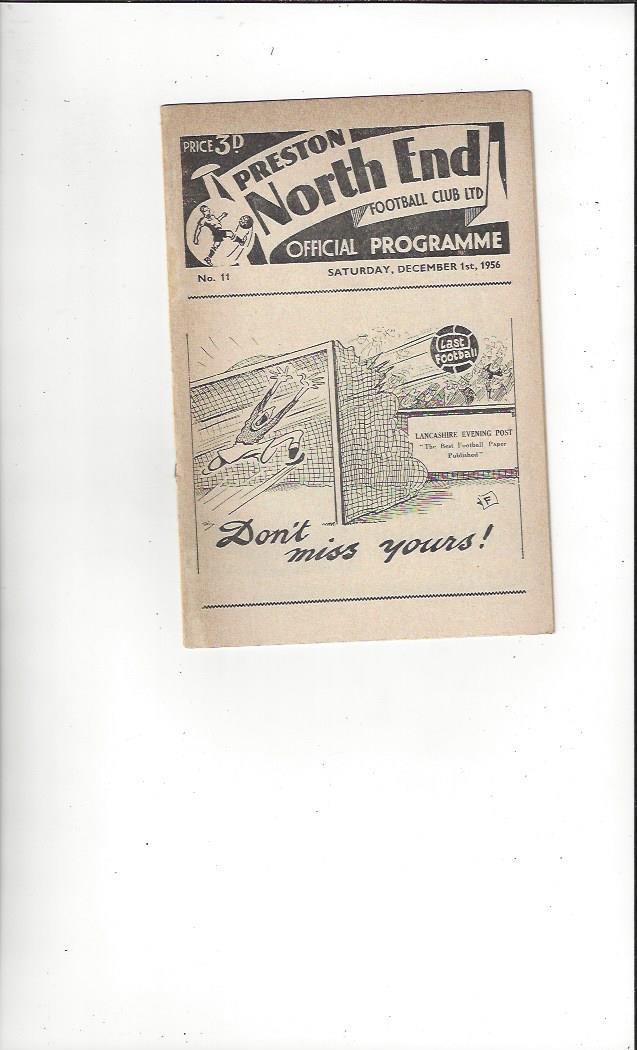 PRICE 3D
PRESTON
North End
FOOTBALL CLUB LTD
OFFICIAL PROGRAMME
No. 11
SATURDAY, DECEMBER 1st, 1956
Last
Football
LANCASHIRE EVENING POST
"The Best Football Paper
Published"
F
Don't
miss yours!